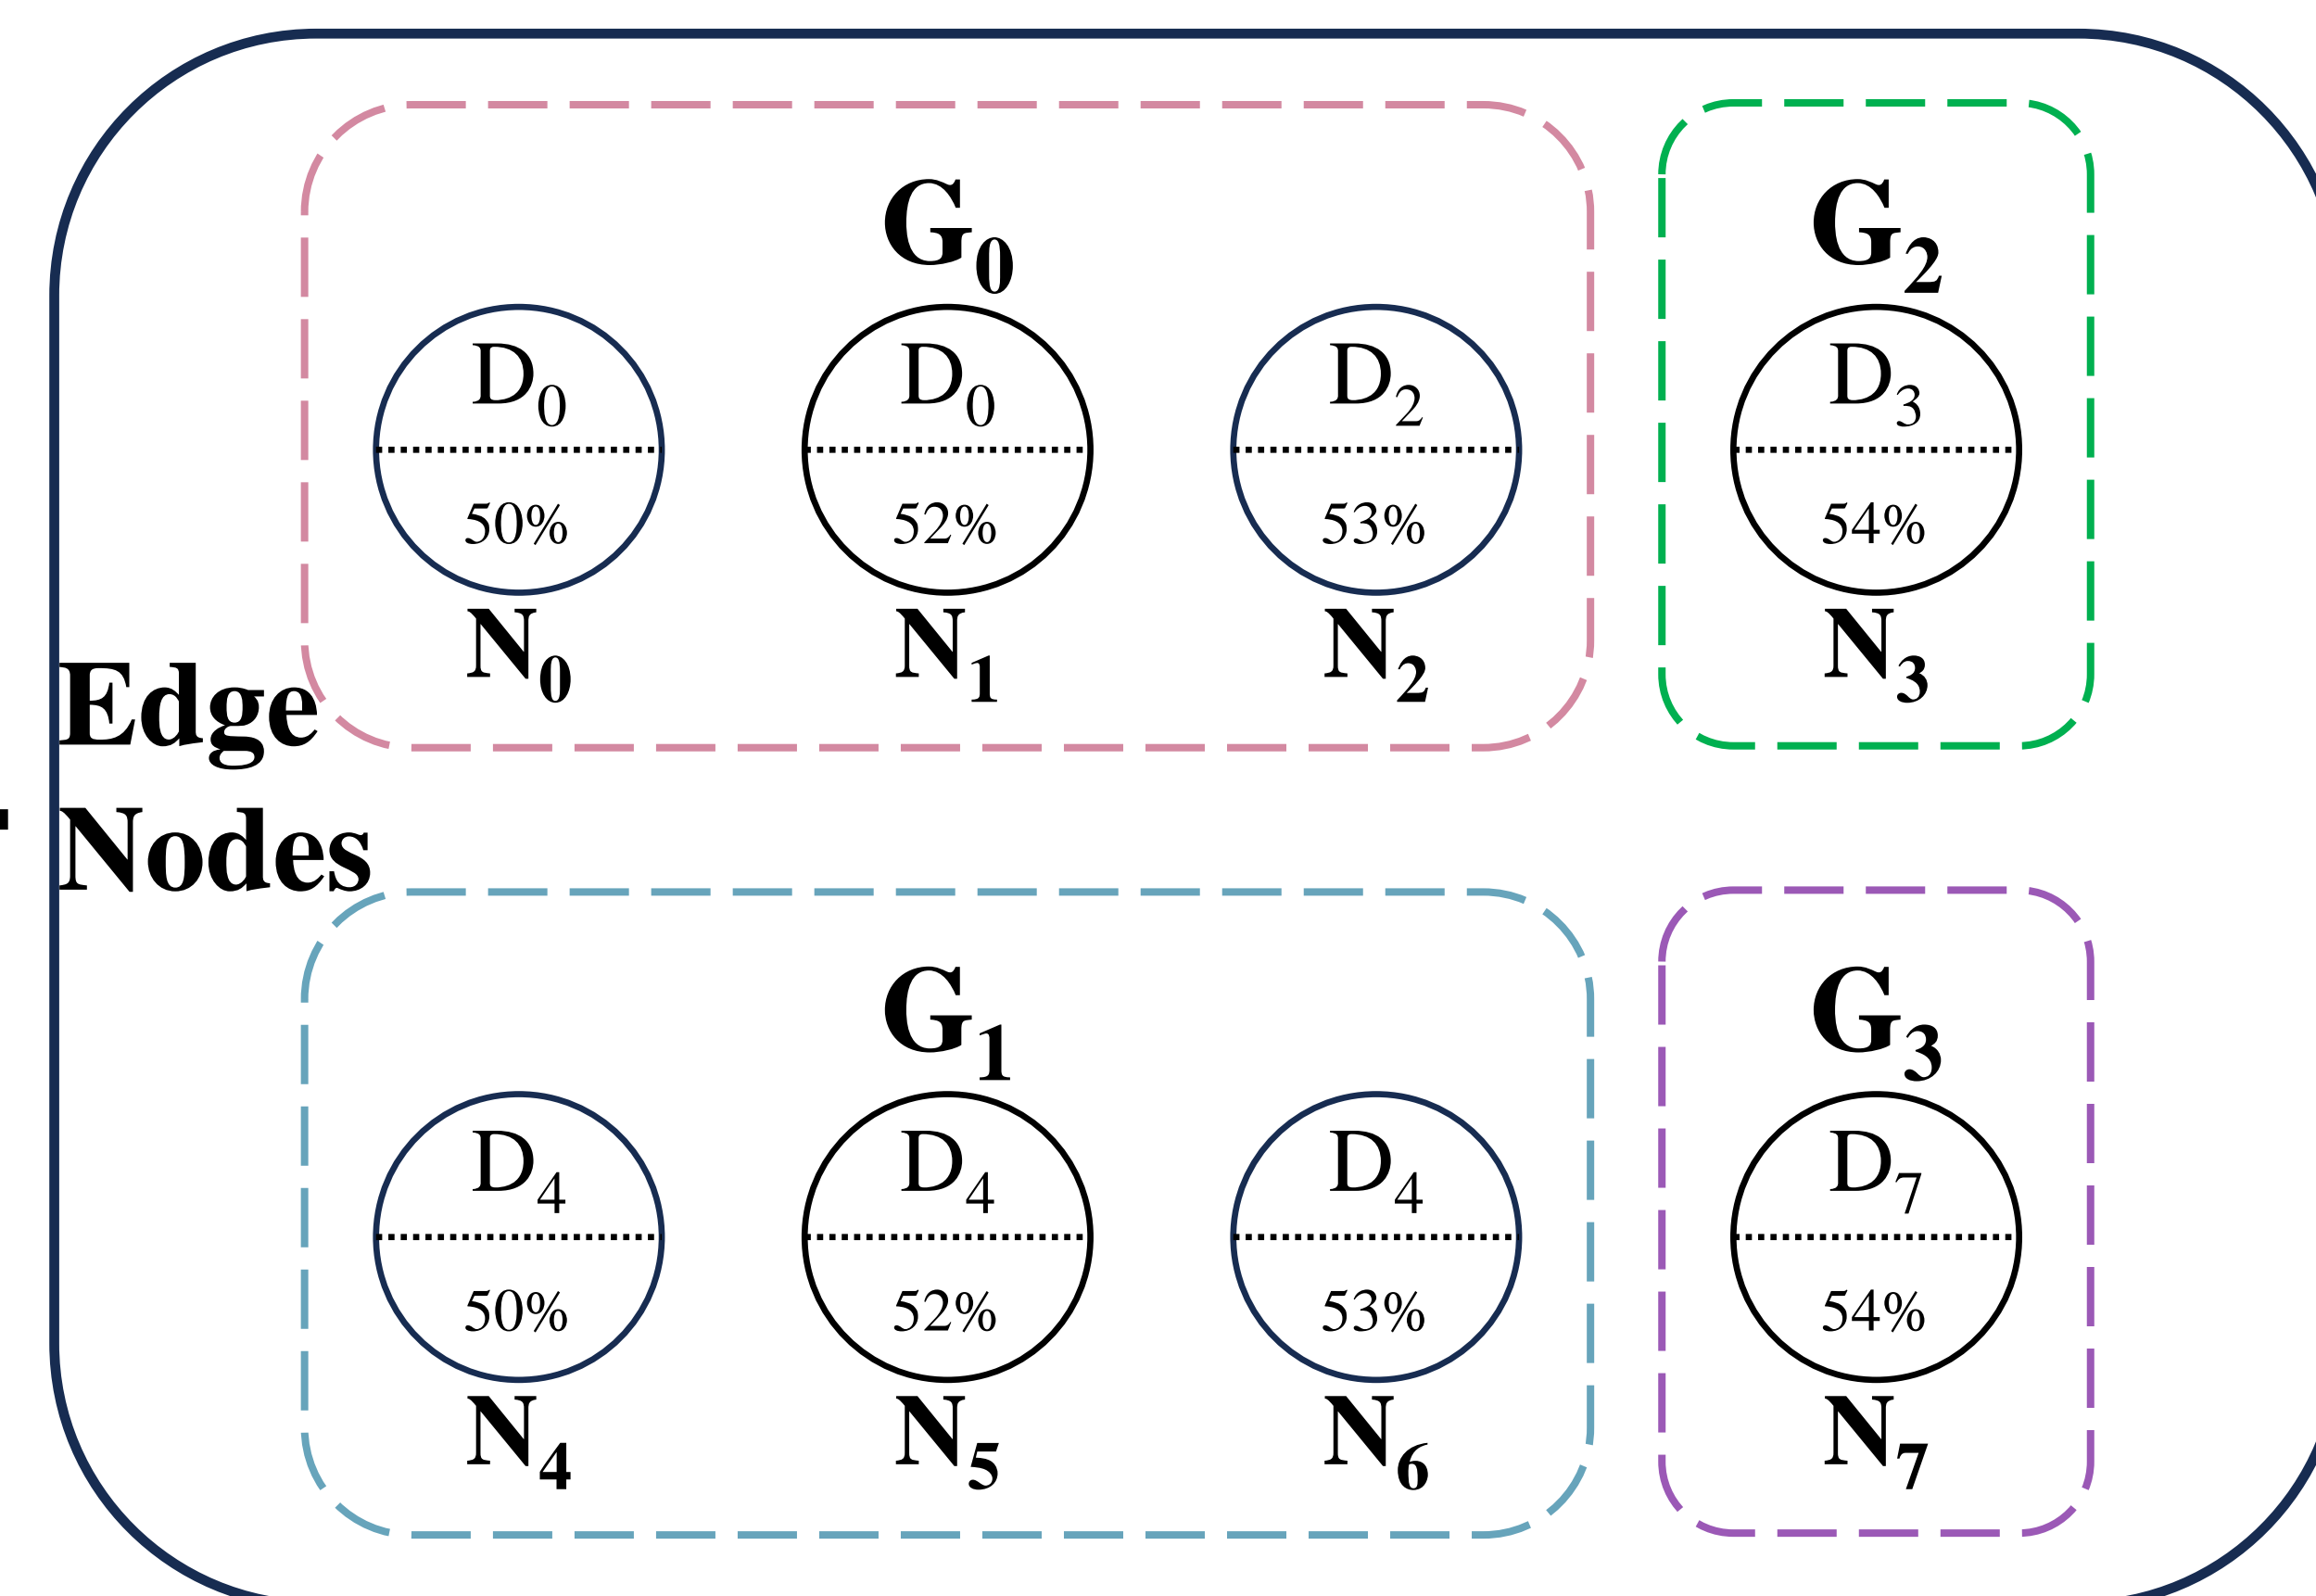 G₀ G₂
D₀ D₀ D₂ D₃
50% 52% 53% 54%
N₀ N₁ N₂ N₃
Edge
Nodes
G₁ G₃
D₄ D₄ D₄ D₇
50% 52% 53% 54%
N₄ N₅ N₆ N₇